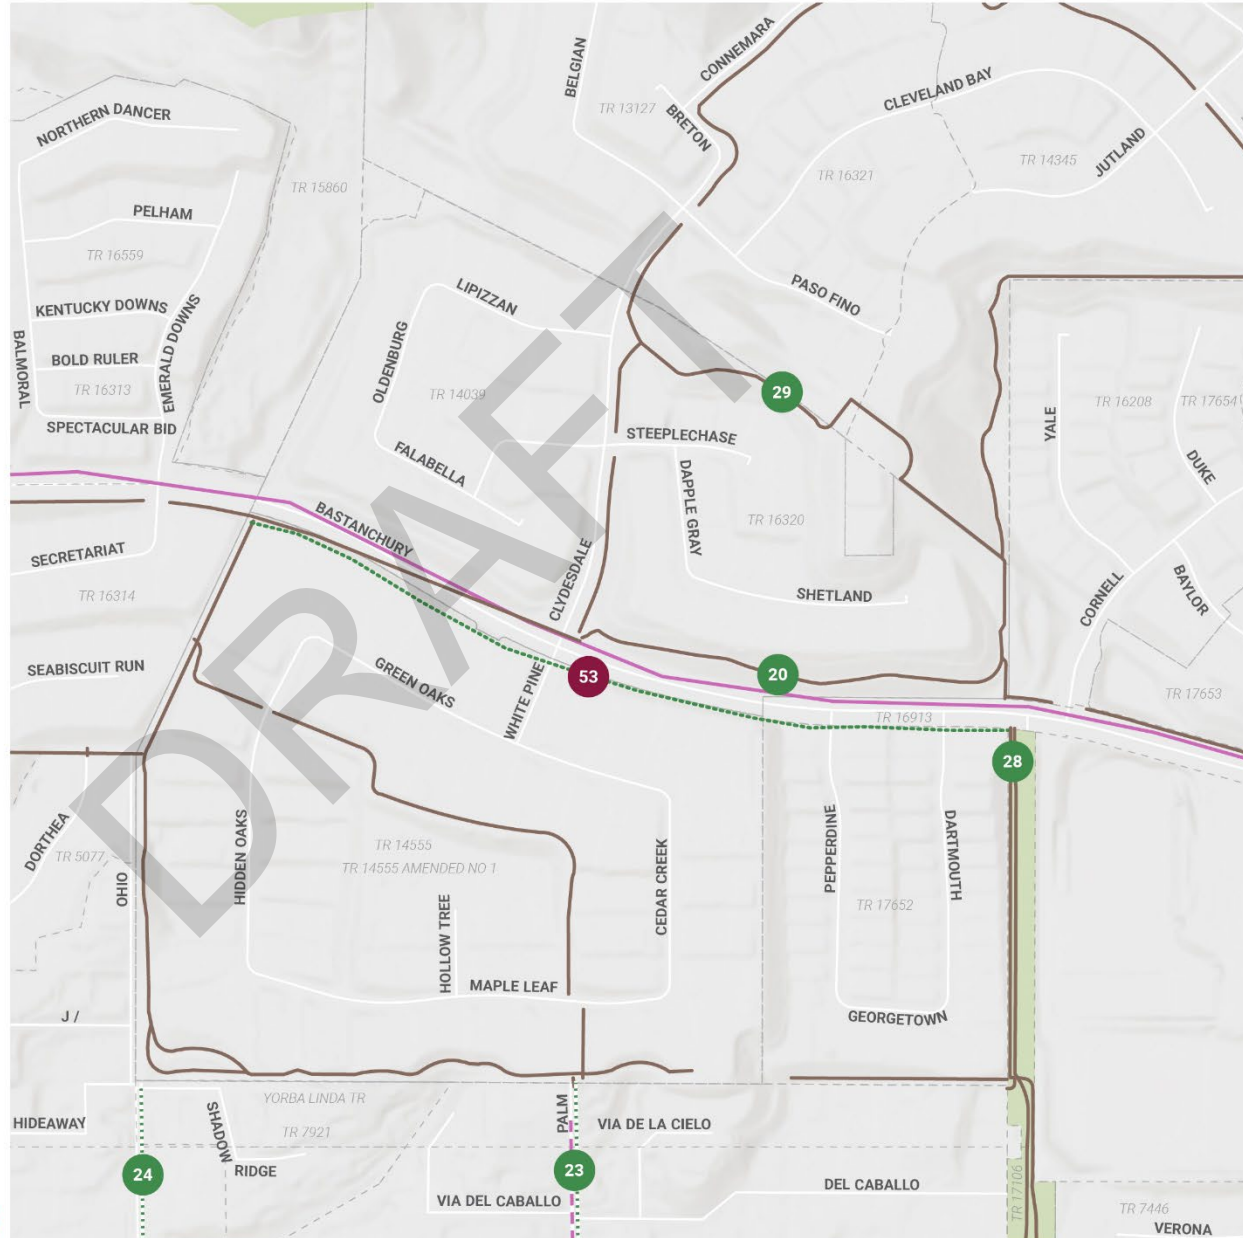 CONNEMARA
BELGIAN
CLEVELAND BAY
TR 13127
BRETON
NORTHERN DANCER
JUTLAND
TR 14345
TR 16321
TR 15860
PELHAM
TR 16559
PASO FINO
LIPIZZAN
KENTUCKY DOWNS
EMERALD DOWNS
OLDENBURG
BALMORAL
BOLD RULER
TR 16313
TR 14039
29
TR 16208
TR 17654
YALE
SPECTACULAR BID
STEEPLECHASE
FALABELLA
DAPPLE GRAY
DUKE
BASTANCHURY
TR 16320
SECRETARIAT
CLYDESDALE
TR 16314
SHETLAND
CORNELL
BAYLOR
DRAFT
SEABISCUIT RUN
GREEN OAKS
WHITE PINE
53
20
TR 17653
TR 16913
28
DORTHEA
TR 5077
OHIO
HIDDEN OAKS
TR 14555
TR 14555 AMENDED NO 1
CEDAR CREEK
PEPPERDINE
DARTMOUTH
TR 17652
HOLLOW TREE
MAPLE LEAF
GEORGETOWN
J /
YORBA LINDA TR
HIDEAWAY
SHADOW
RIDGE
TR 7921
PALM
VIA DE LA CIELO
24
23
VIA DEL CABALLO
DEL CABALLO
TR 17106
TR 7446
VERONA